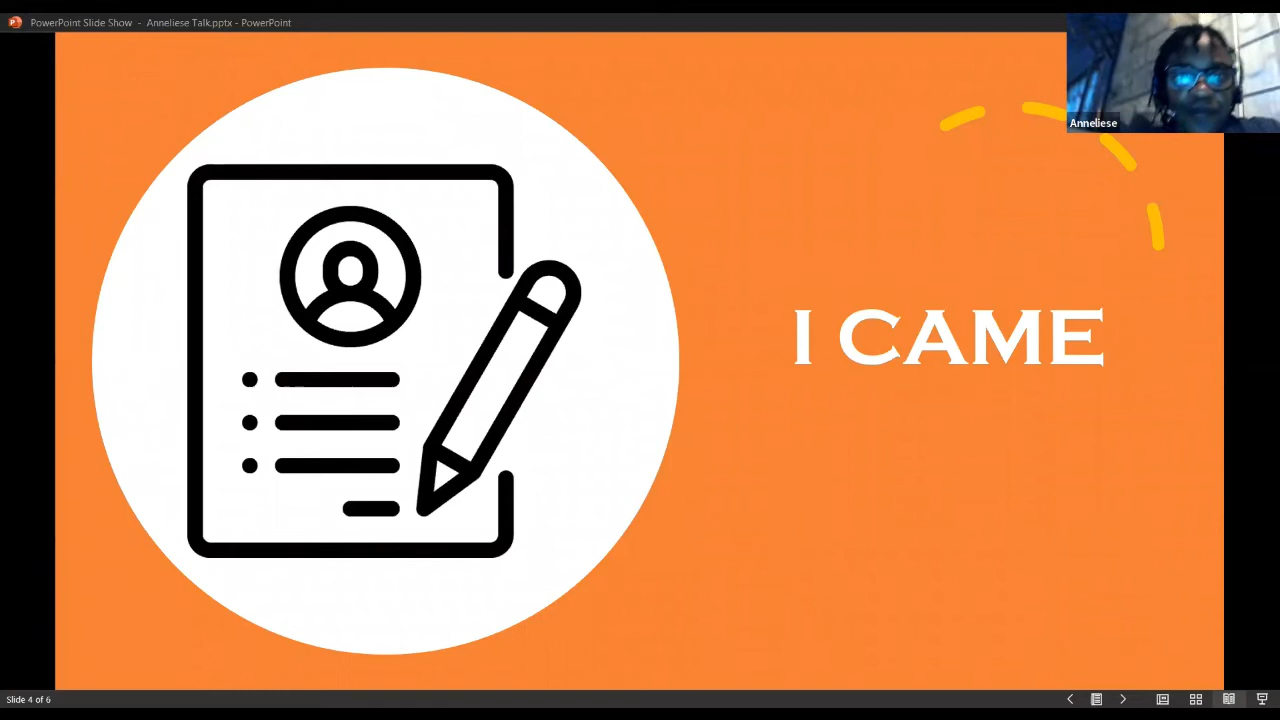 PowerPoint Slide Show - Anneliese Talk.pptx - PowerPoint
Anneliese
I CAME
Slide 4 of 6